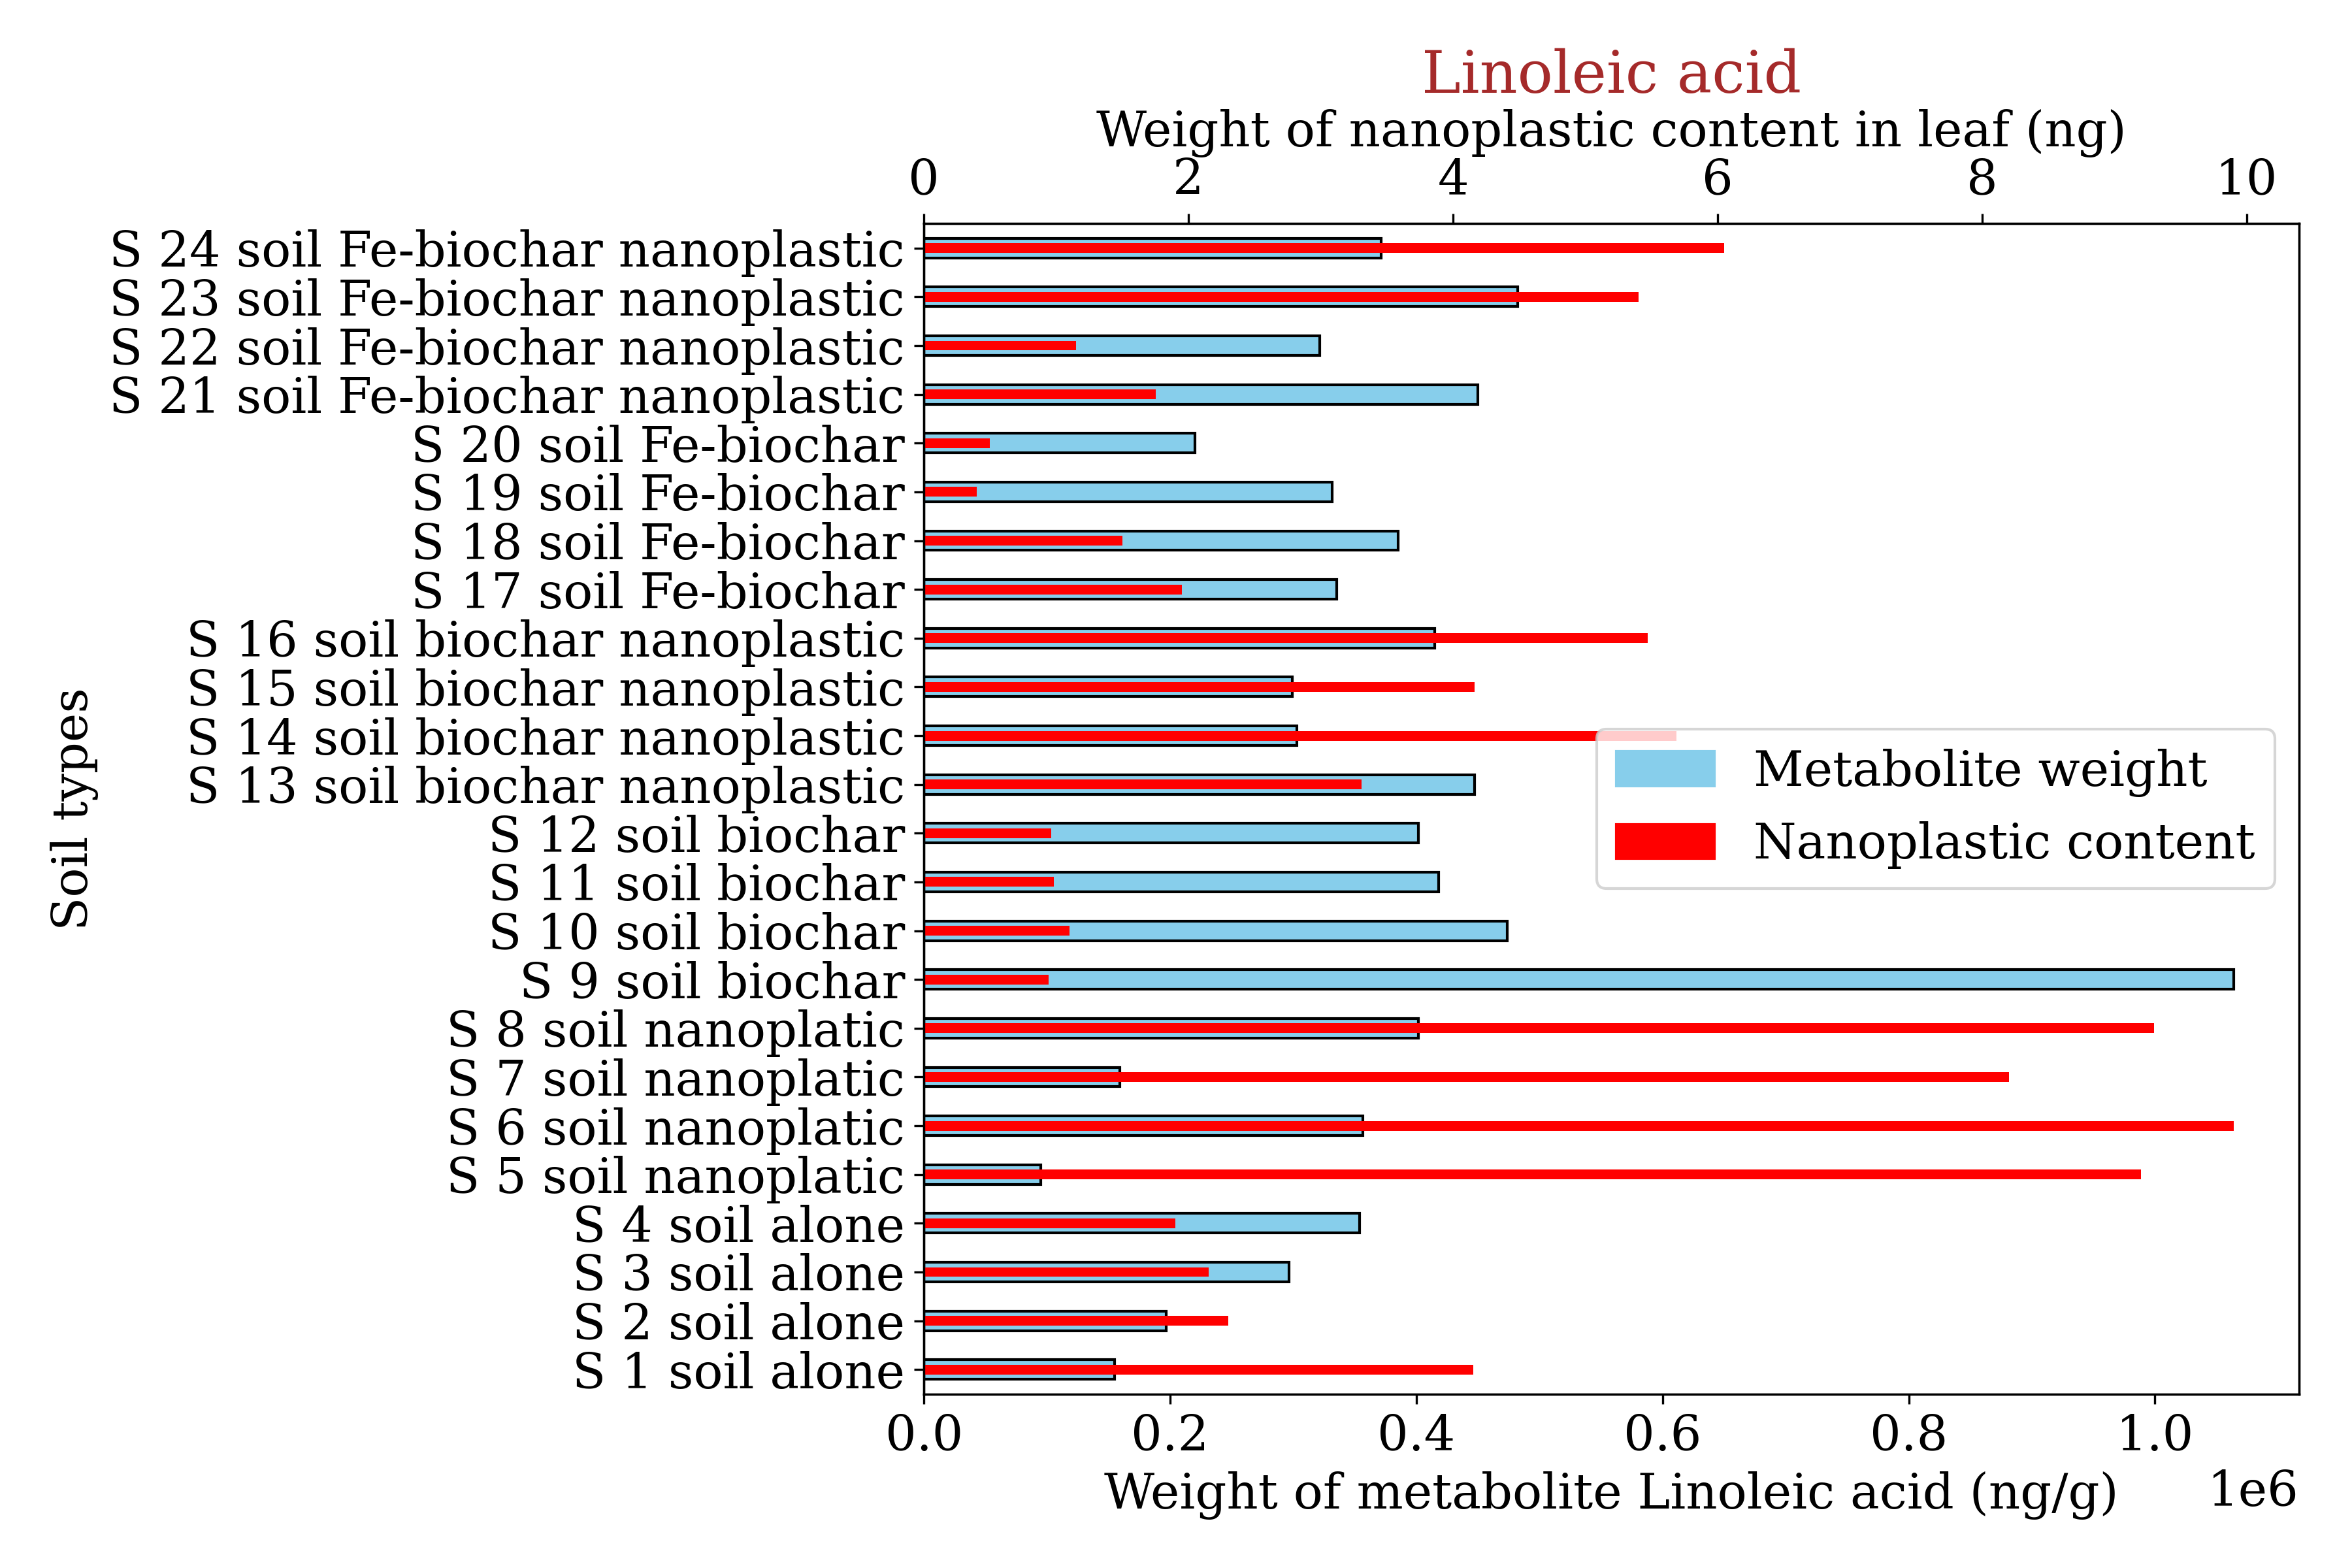 Linoleic acid
Weight of nanoplastic content in leaf (ng)
0 2 4 6 8 10
S 24 soil Fe-biochar nanoplastic
S 23 soil Fe-biochar nanoplastic
S 22 soil Fe-biochar nanoplastic
S 21 soil Fe-biochar nanoplastic
S 20 soil Fe-biochar
S 19 soil Fe-biochar
S 18 soil Fe-biochar
S 17 soil Fe-biochar
S 16 soil biochar nanoplastic
S 15 soil biochar nanoplastic
S 14 soil biochar nanoplastic
S 13 soil biochar nanoplastic
S 12 soil biochar
S 11 soil biochar
S 10 soil biochar
S 9 soil biochar
S 8 soil nanoplatic
S 7 soil nanoplatic
S 6 soil nanoplatic
S 5 soil nanoplatic
S 4 soil alone
S 3 soil alone
S 2 soil alone
S 1 soil alone
Soil types
Metabolite weight
Nanoplastic content
0.0 0.2 0.4 0.6 0.8 1.0
Weight of metabolite Linoleic acid (ng/g)
1e6